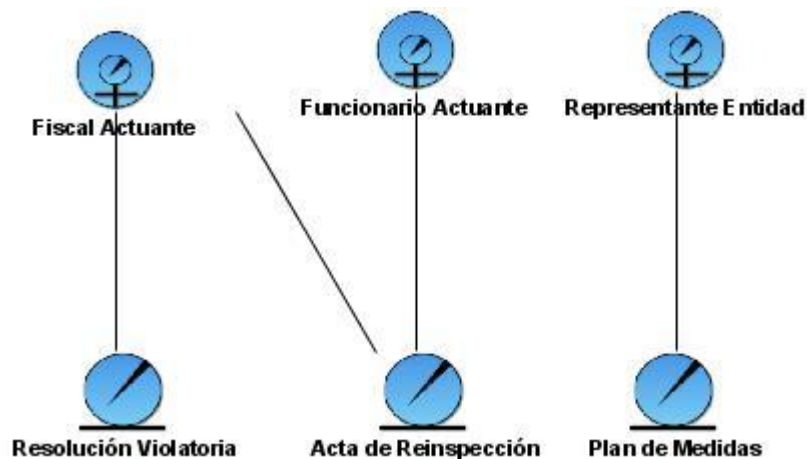 Fiscal Actuante
Funcionario Actuante
Representante Entidad
Resolución Violatoria
Acta de Reinspección
Plan de Medidas